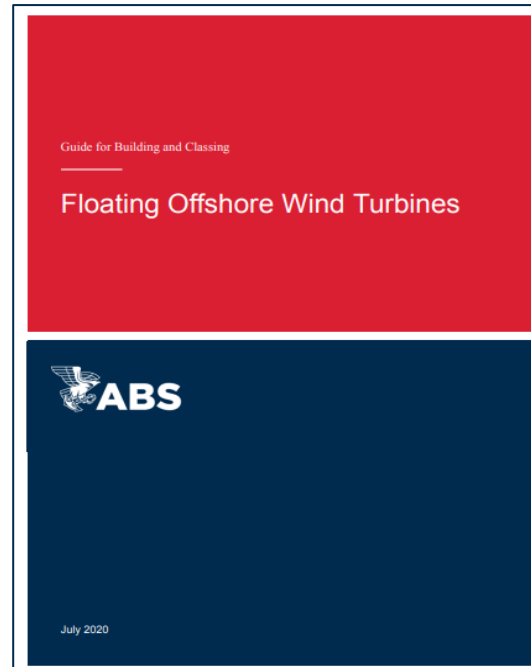 Guide for Building and Classing
Floating Offshore Wind Turbines
ABS
July 2020